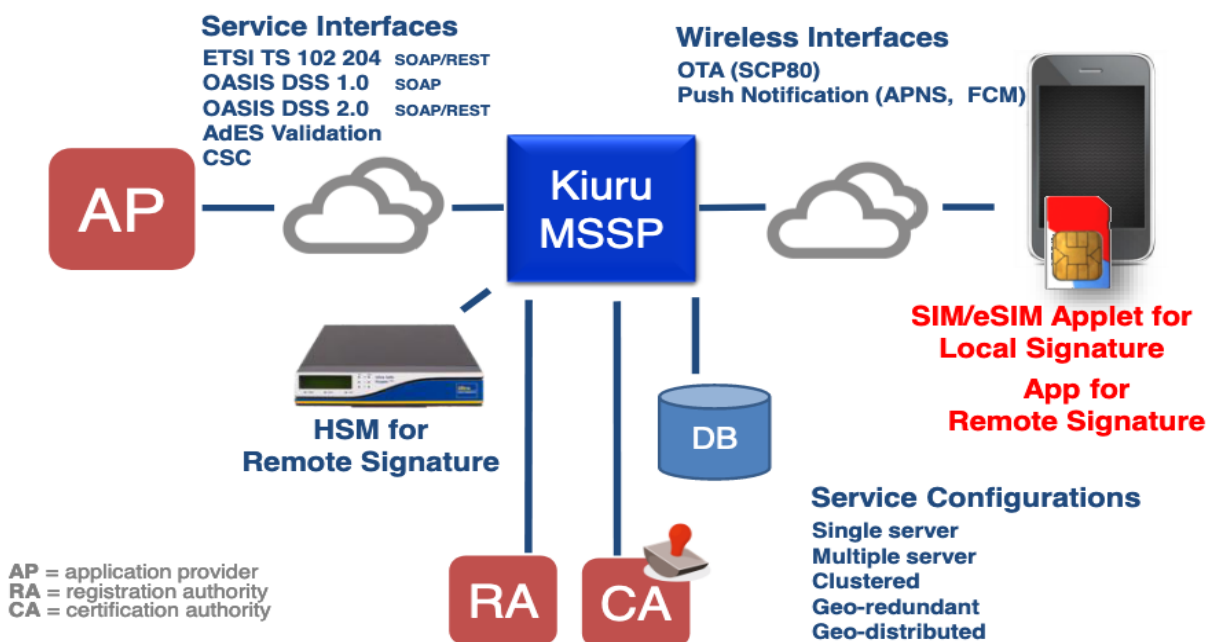 Service Interfaces
ETSI TS 102 204 SOAP/REST
OASIS DSS 1.0 SOAP
OASIS DSS 2.0 SOAP/REST
AdES Validation
CSC
Wireless Interfaces
OTA (SCP80)
Push Notification (APNS, FCM)
AP
Kiuru
MSSP
SIM/eSIM Applet for
Local Signature
App for
Remote Signature
HSM for
Remote Signature
DB
Service Configurations
Single server
Multiple server
Clustered
Geo-redundant
Geo-distributed
RA
CA
AP = application provider
RA = registration authority
CA = certification authority